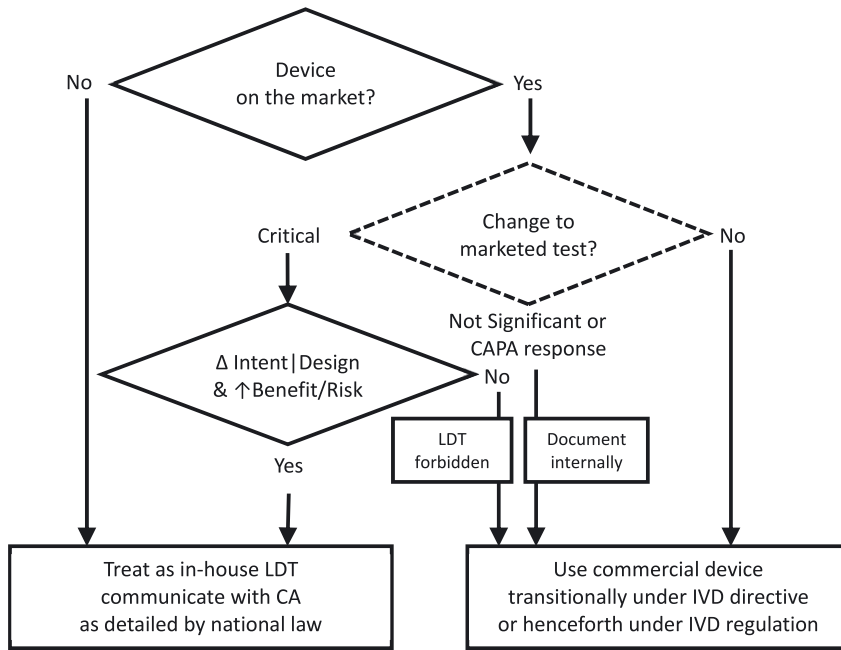 Device
on the market?
No
Yes
Change to
marketed test?
Critical
No
Not Significant or
CAPA response
Δ Intent|Design
& ↑Benefit/Risk
No
LDT
forbidden
Document
internally
Yes
Treat as in-house LDT
communicate with CA
as detailed by national law
Use commercial device
transitionally under IVD directive
or henceforth under IVD regulation